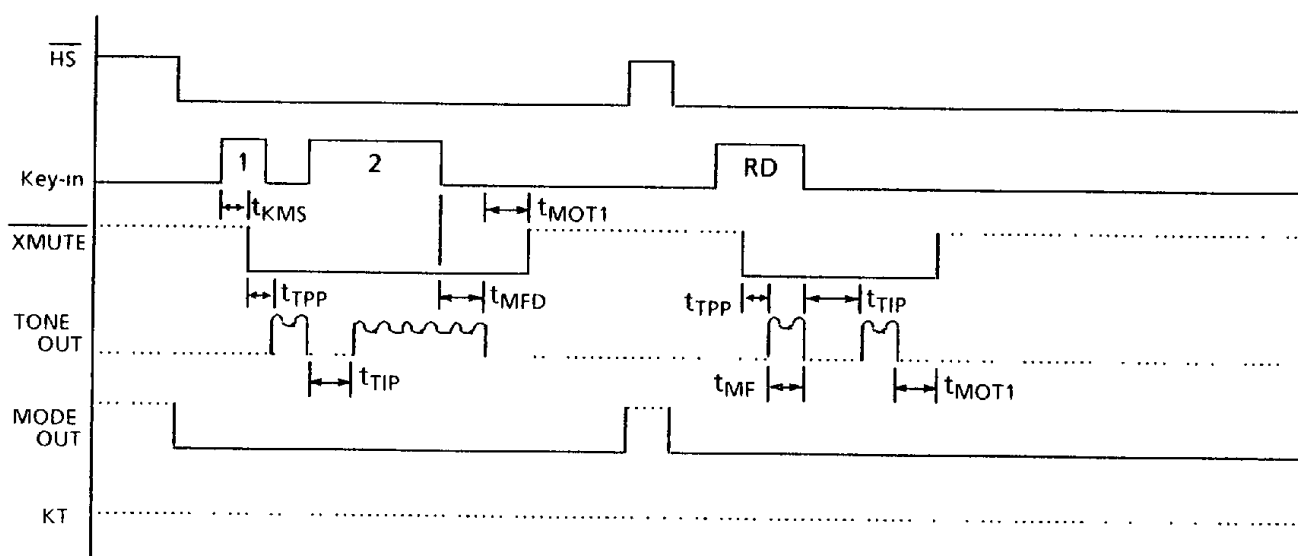 HS
Key-in
1
2
RD
tKMS
tMOT1
XMUTE
tTPP
tMFD
tTPP
tTIP
TONE
OUT
tTIP
tMF
tMOT1
MODE
OUT
KT